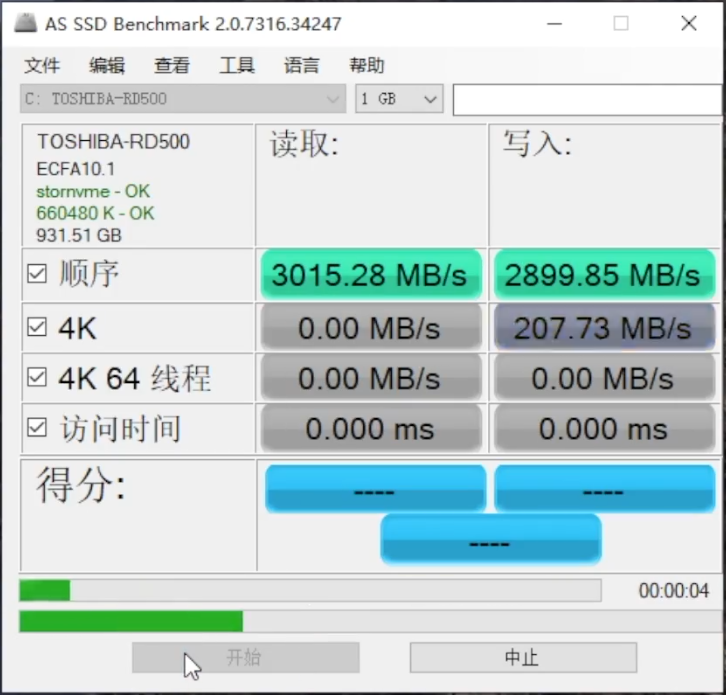 AS SSD Benchmark 2.0.7316.34247
文件 编辑 查看 工具 语言 帮助
C: TOSHIBA-RD500 1 GB
TOSHIBA-RD500
ECFA10.1
stornvme - OK
660480 K - OK
931.51 GB
读取:
写入:
顺序 3015.28 MB/s 2899.85 MB/s
4K 0.00 MB/s 207.73 MB/s
4K 64 线程 0.00 MB/s 0.00 MB/s
访问时间 0.000 ms 0.000 ms
得分: ---- ----
----
00:00:04
开始 中止